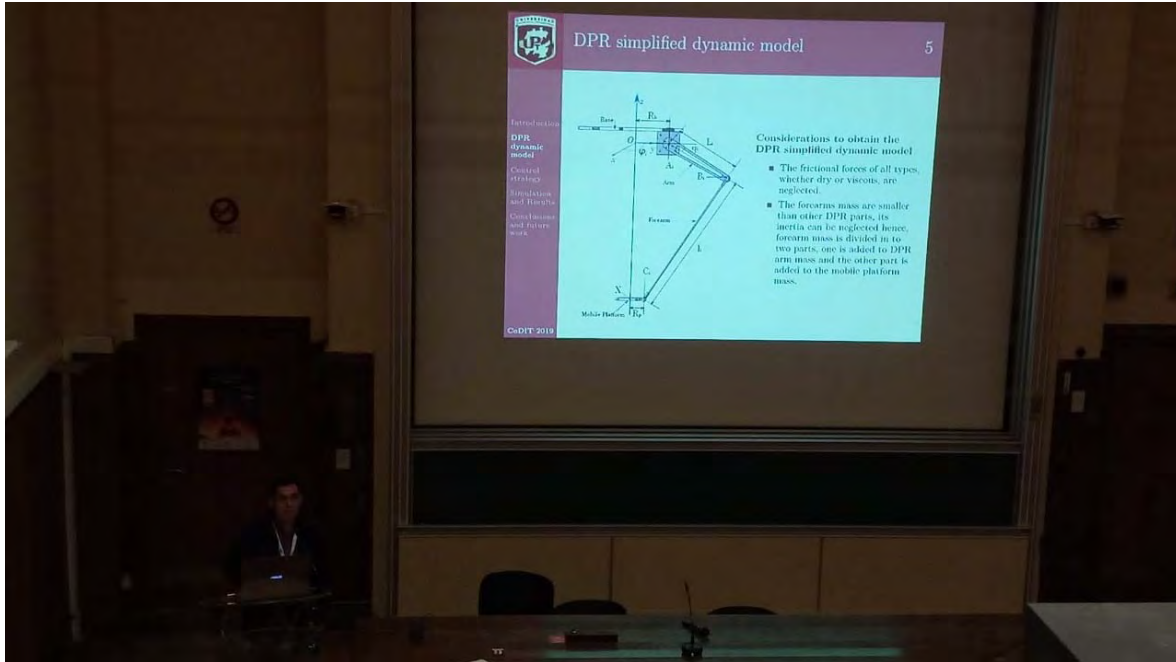 UNIVERSIDAD
UP
DPR simplified dynamic model
5
Introduction
DPR
dynamic
model
Control
strategy
Simulation
and Results
Conclusions
and future
work
CoDIT 2019
Base
O
L
Arm
Forearm
X
Mobile Platform
Considerations to obtain the
DPR simplified dynamic model
The frictional forces of all types,
whether dry or viscous, are
neglected.
The forearms mass are smaller
than other DPR parts, its
inertia can be neglected hence,
forearm mass is divided in to
two parts, one is added to DPR
arm mass and the other part is
added to the mobile platform
mass.